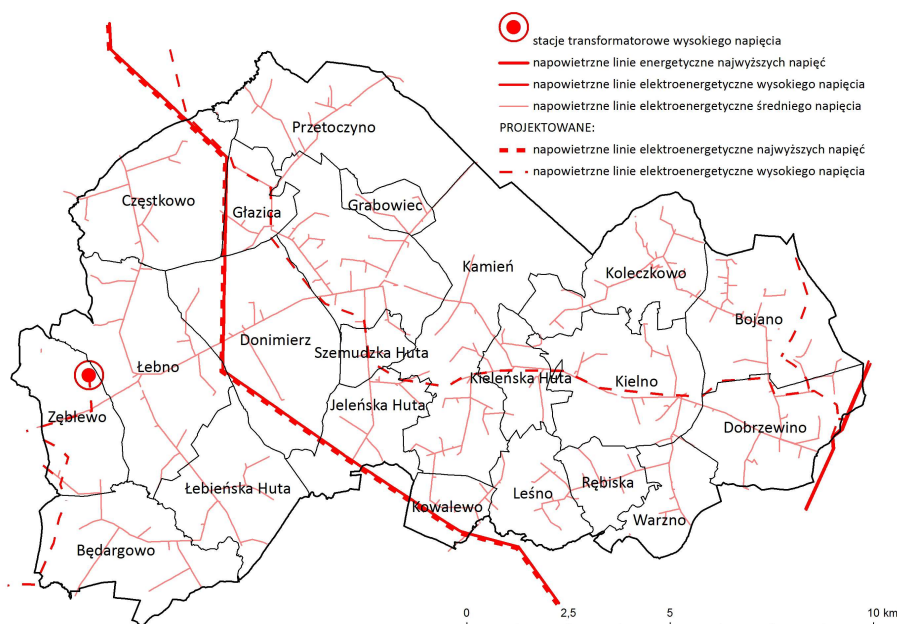 stacje transformatorowe wysokiego napięcia
napowietrzne linie energetyczne najwyższych napięć
napowietrzne linie elektroenergetyczne wysokiego napięcia
napowietrzne linie elektroenergetyczne średniego napięcia
PROJEKTOWANE:
napowietrzne linie elektroenergetyczne najwyższych napięć
napowietrzne linie elektroenergetyczne wysokiego napięcia
Przetoczyno
Częstkowo
Głazica
Grabowiec
Kamień
Koleczkowo
Bojano
Donimierz
Szemudzka Huta
Łebno
Kieleńska Huta
Kielno
Jeleńska Huta
Zęblewo
Dobrzewino
Łebieńska Huta
Kowalewo
Leśno
Rębiska
Warzno
Będargowo
0 2,5 5 10 km